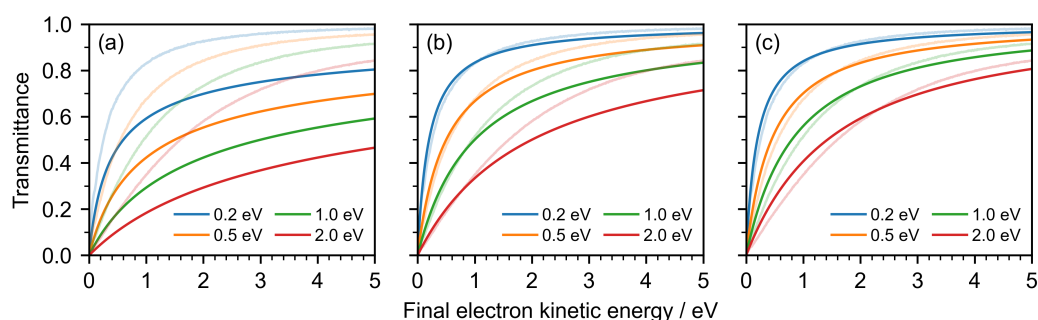 (a)
(b)
(c)
Transmittance
1.0
0.8
0.6
0.4
0.2
0.0
0.2 eV 1.0 eV
0.5 eV 2.0 eV
0.2 eV 1.0 eV
0.5 eV 2.0 eV
0.2 eV 1.0 eV
0.5 eV 2.0 eV
0 1 2 3 4 5
0 1 2 3 4 5
0 1 2 3 4 5
Final electron kinetic energy / eV